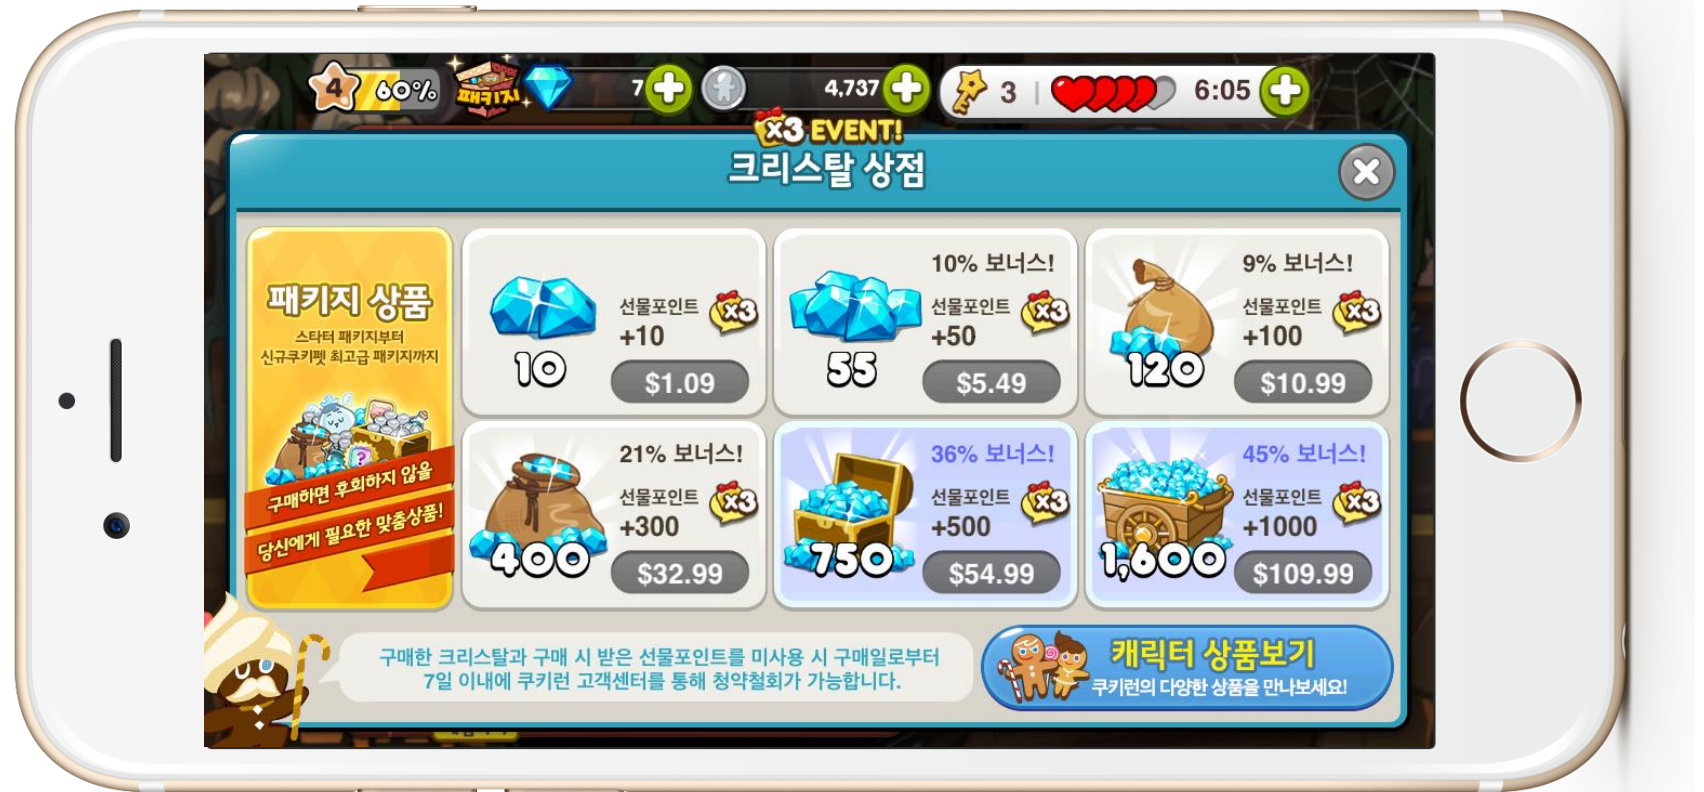 4 60%
패키지
7
4,737
3
6:05
x3 EVENT!
크리스탈 상점
패키지 상품
스타터 패키지부터
신규쿠키펫 최고급 패키지까지
구매하면 후회하지 않을
당신에게 필요한 맞춤상품!
선물포인트 x3
+10
10
$1.09
10% 보너스!
선물포인트 x3
+50
55
$5.49
9% 보너스!
선물포인트 x3
+100
120
$10.99
21% 보너스!
선물포인트 x3
+300
400
$32.99
36% 보너스!
선물포인트 x3
+500
750
$54.99
45% 보너스!
선물포인트 x3
+1000
1,600
$109.99
구매한 크리스탈과 구매 시 받은 선물포인트를 미사용 시 구매일로부터
7일 이내에 쿠키런 고객센터를 통해 청약철회가 가능합니다.
캐릭터 상품보기
쿠키런의 다양한 상품을 만나보세요!